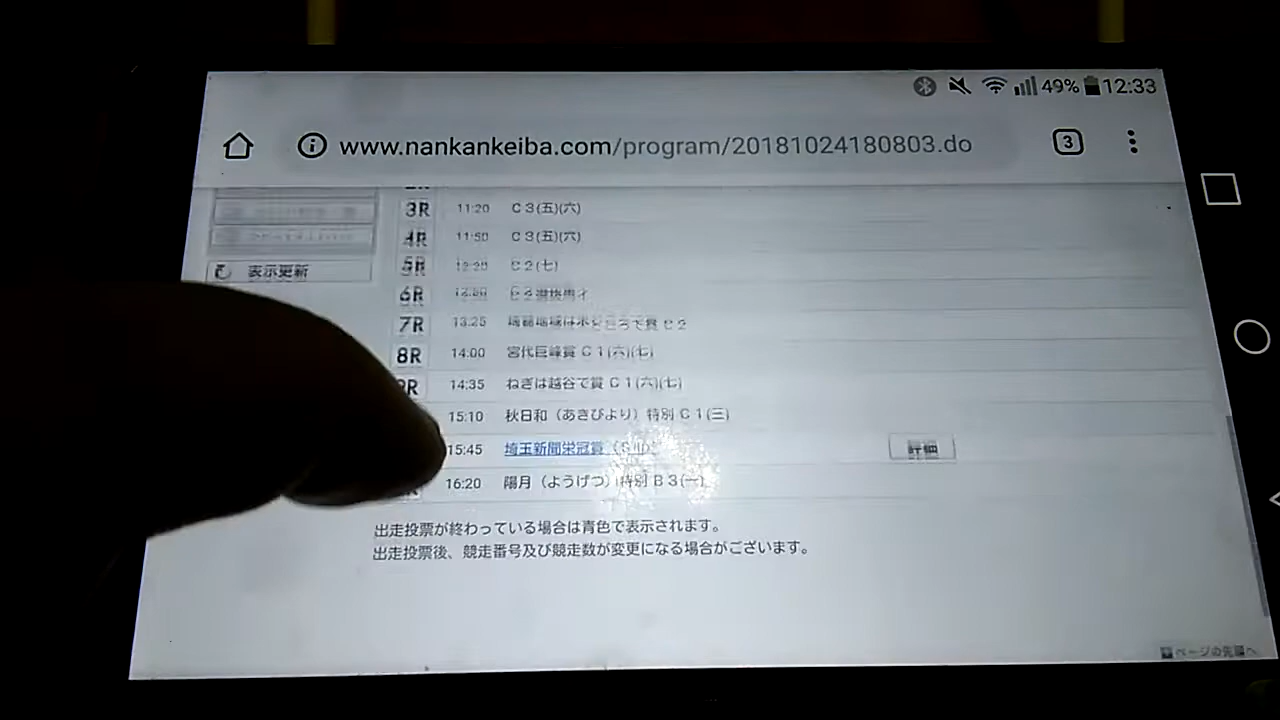 49% 12:33
www.nankankeiba.com/program/20181024180803.do
3
3R 11:20 C3(五)(六)
4R 11:50 C3(五)(六)
表示更新
5R 12:20 C2(七)
6R 12:50
7R 13:25
8R 14:00 宮代巨峰賞 C1(六)(七)
14:35 ねぎは越谷で賞 C1(六)(七)
15:10 秋日和（あきびより）特別 C1(三)
15:45 埼玉新聞栄冠賞 詳細
16:20 陽月（ようげつ）特別 B3(一)
出走投票が終わっている場合は青色で表示されます。
出走投票後、競走番号及び競走数が変更になる場合がございます。
ページの先頭へ